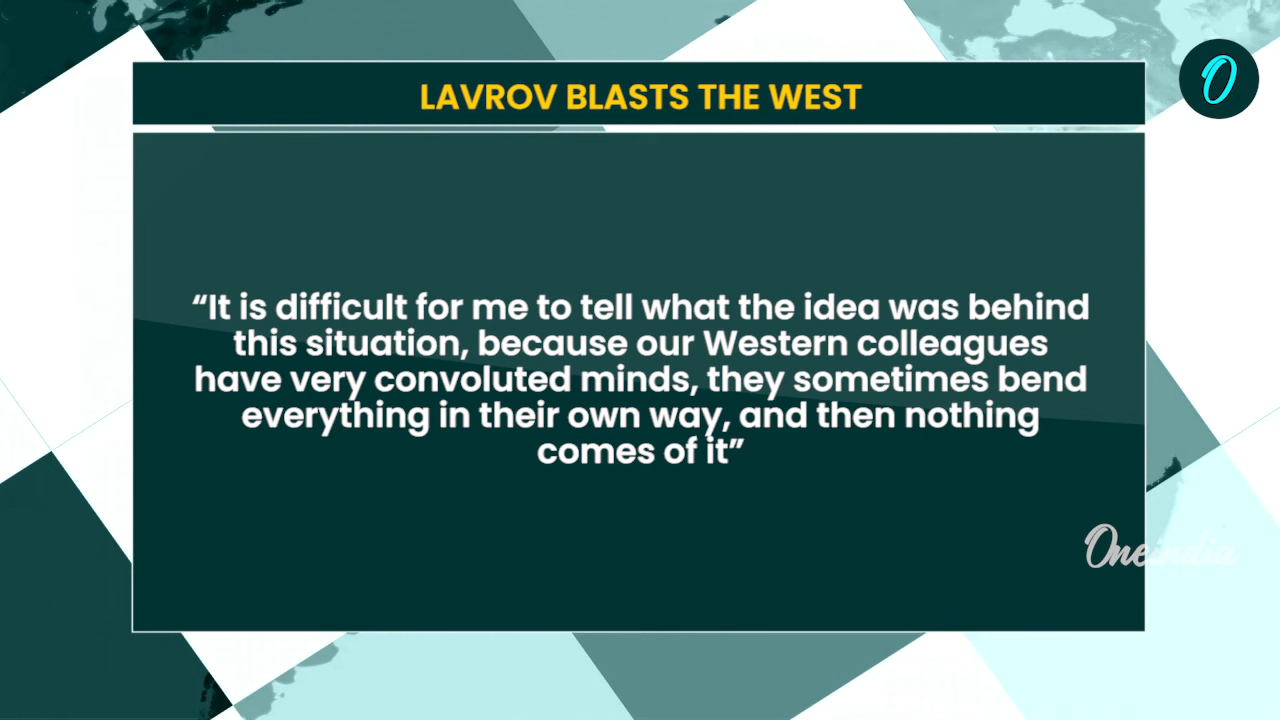 LAVROV BLASTS THE WEST
O
“It is difficult for me to tell what the idea was behind
this situation, because our Western colleagues
have very convoluted minds, they sometimes bend
everything in their own way, and then nothing
comes of it”
Oneindia